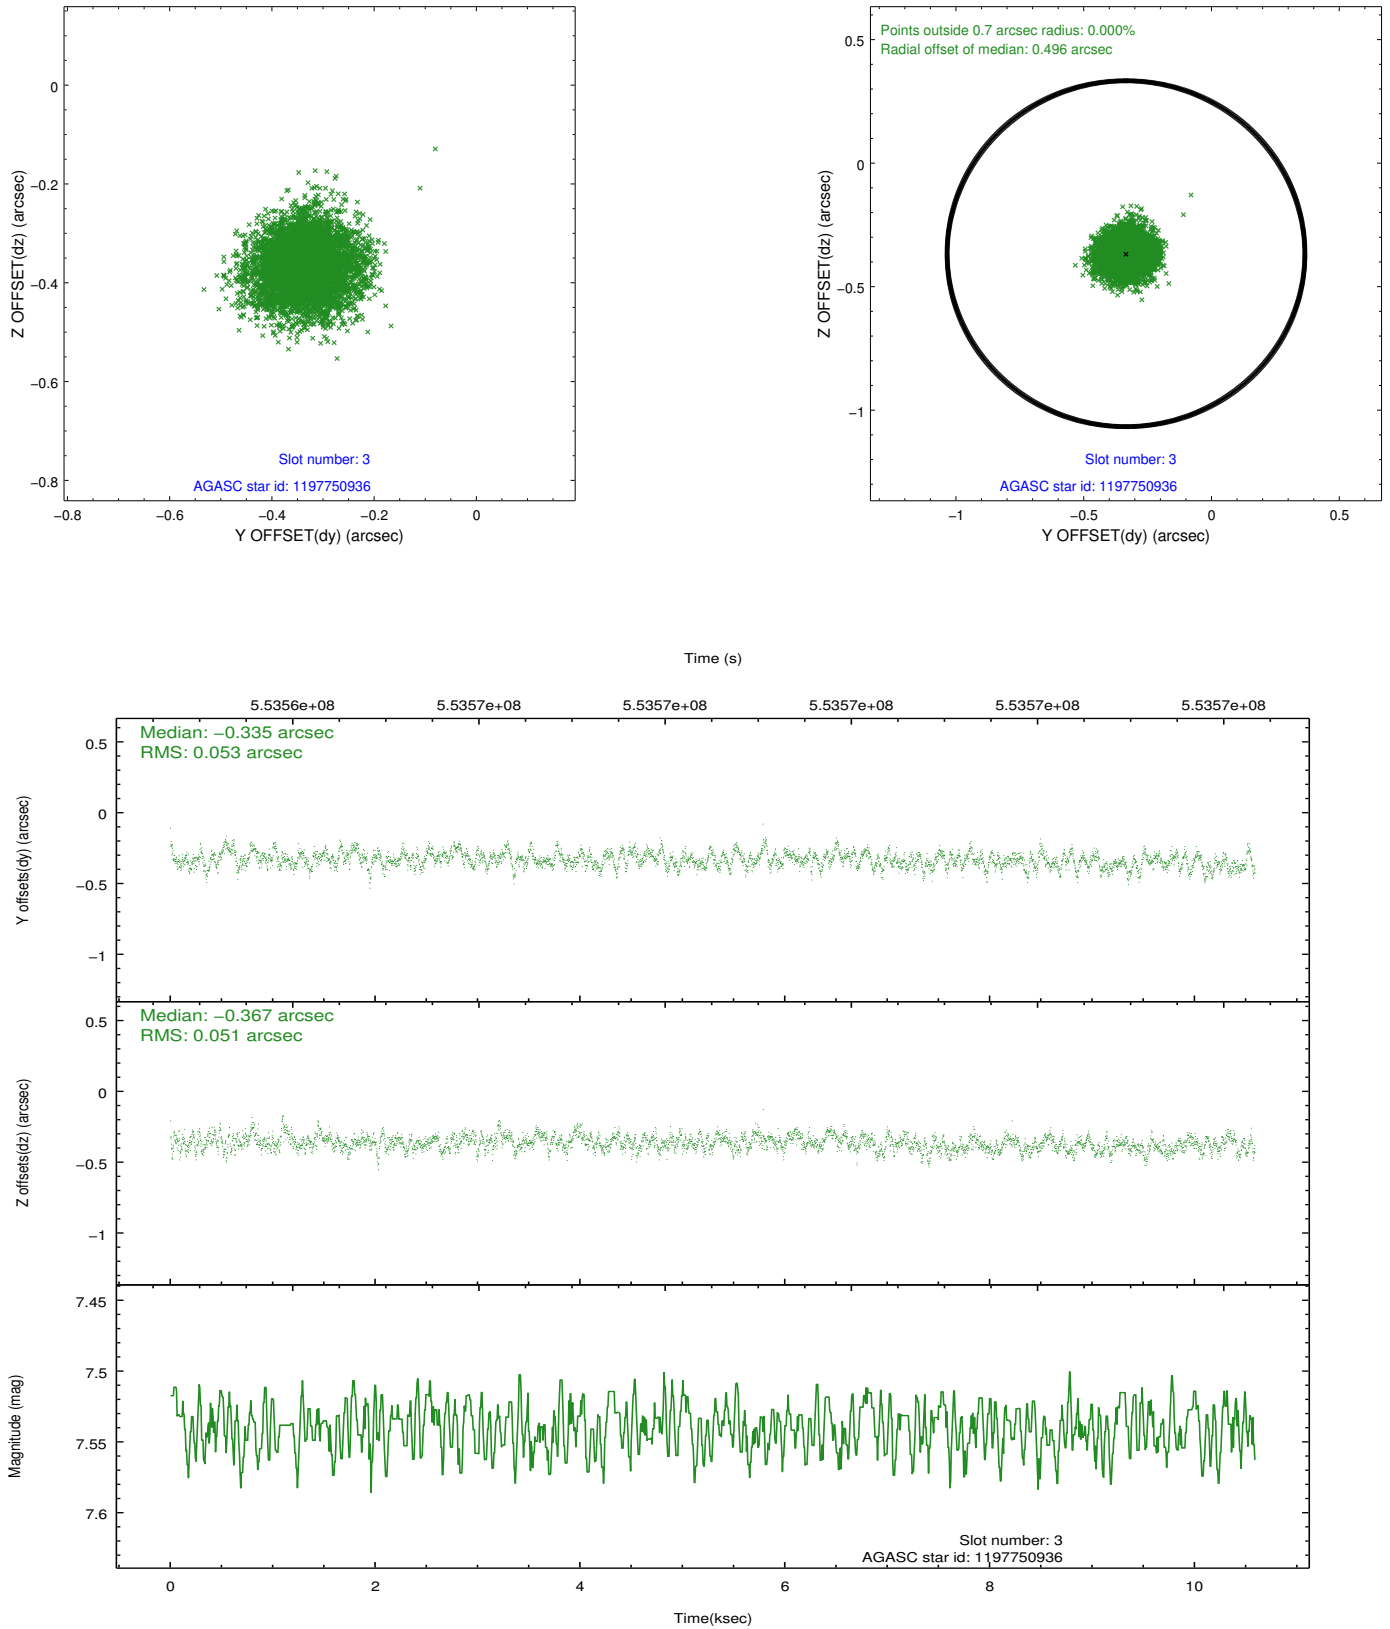 0
−0.2
−0.4
−0.6
−0.8
Z OFFSET(dz) (arcsec)
Slot number: 3
AGASC star id: 1197750936
−0.8
−0.6
−0.4
−0.2
0
Y OFFSET(dy) (arcsec)
Points outside 0.7 arcsec radius: 0.000%
Radial offset of median: 0.496 arcsec
0.5
0
−0.5
−1
Z OFFSET(dz) (arcsec)
Slot number: 3
AGASC star id: 1197750936
−1
−0.5
0
0.5
Y OFFSET(dy) (arcsec)
Time (s)
5.5356e+08
5.5357e+08
5.5357e+08
5.5357e+08
5.5357e+08
5.5357e+08
Median: −0.335 arcsec
RMS: 0.053 arcsec
0.5
0
−0.5
−1
Y offsets(dy) (arcsec)
Median: −0.367 arcsec
RMS: 0.051 arcsec
0.5
0
−0.5
−1
Z offsets(dz) (arcsec)
7.45
7.5
7.55
7.6
Magnitude (mag)
Slot number: 3
AGASC star id: 1197750936
0
2
4
6
8
10
Time(ksec)